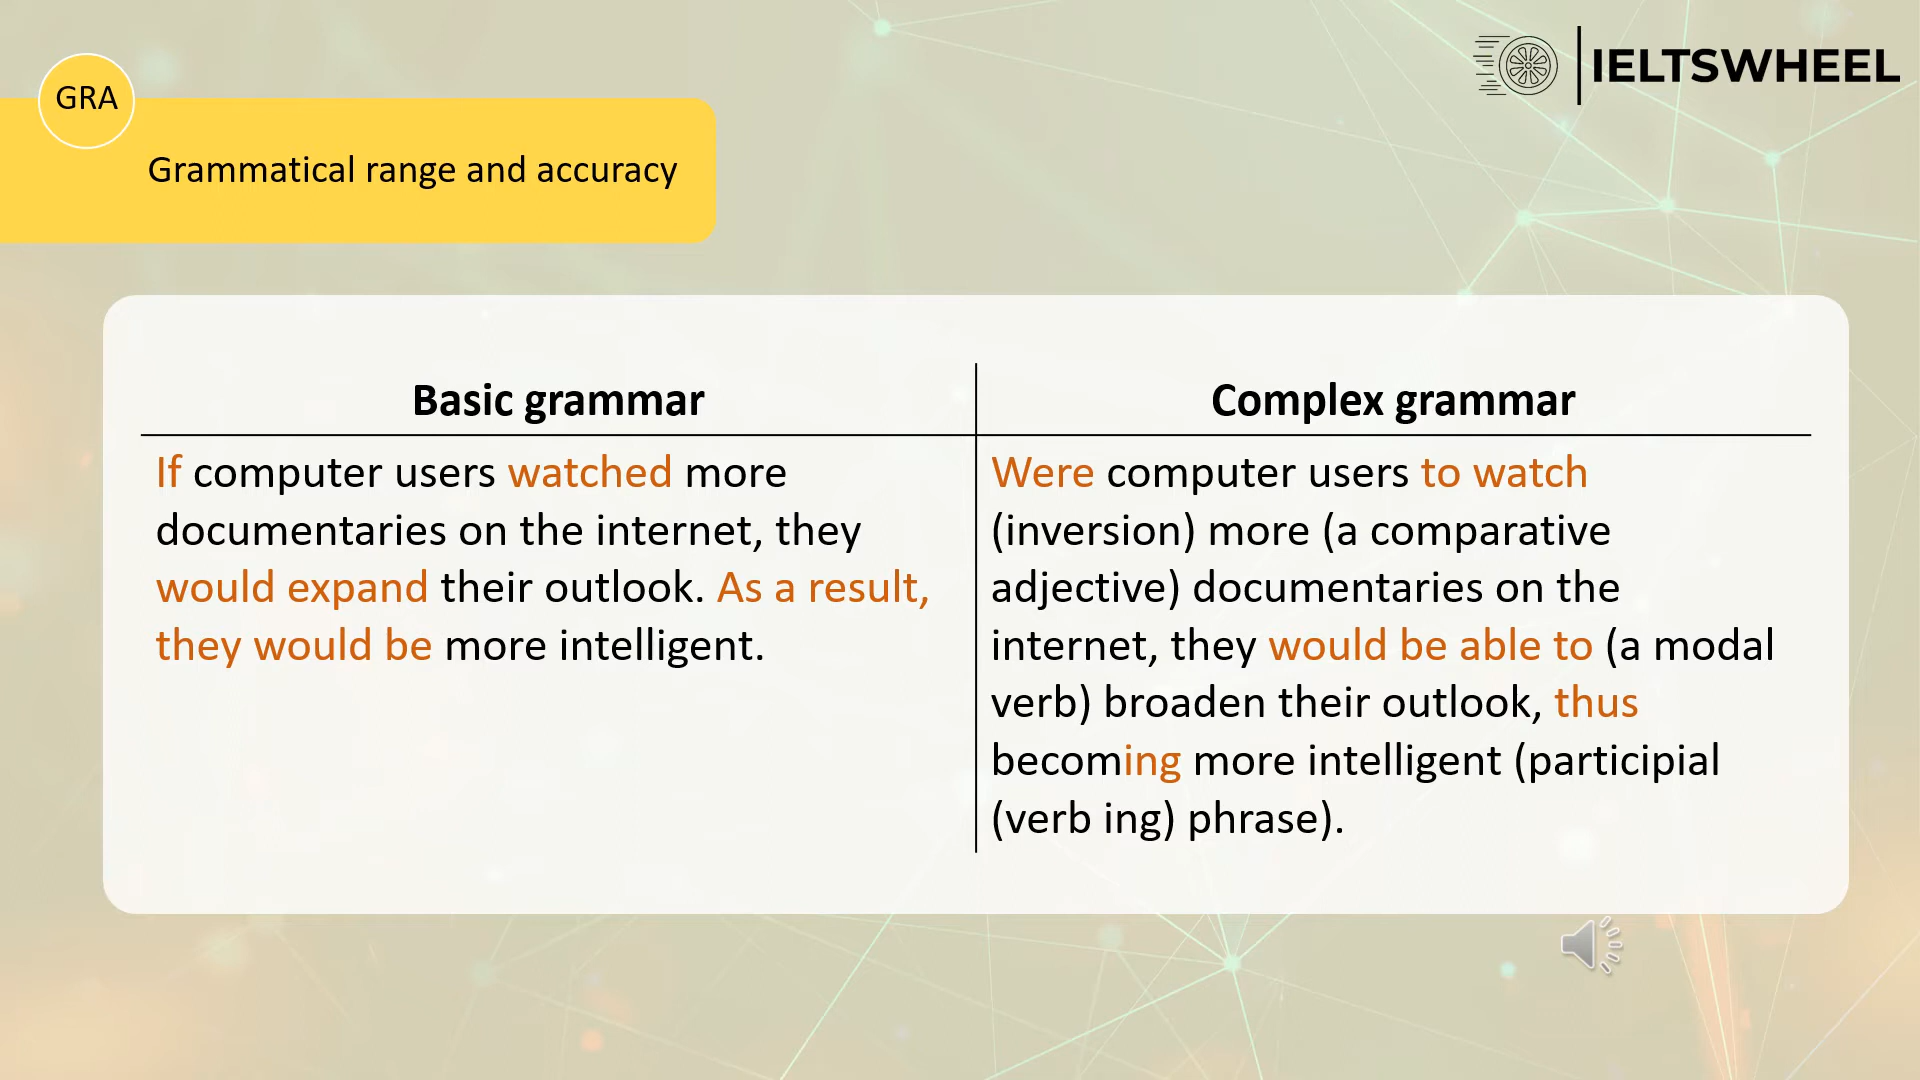 GRA
IELTSWHEEL
Grammatical range and accuracy
Basic grammar
If computer users watched more
documentaries on the internet, they
would expand their outlook. As a result,
they would be more intelligent.
Complex grammar
Were computer users to watch
(inversion) more (a comparative
adjective) documentaries on the
internet, they would be able to (a modal
verb) broaden their outlook, thus
becoming more intelligent (participial
(verb ing) phrase).